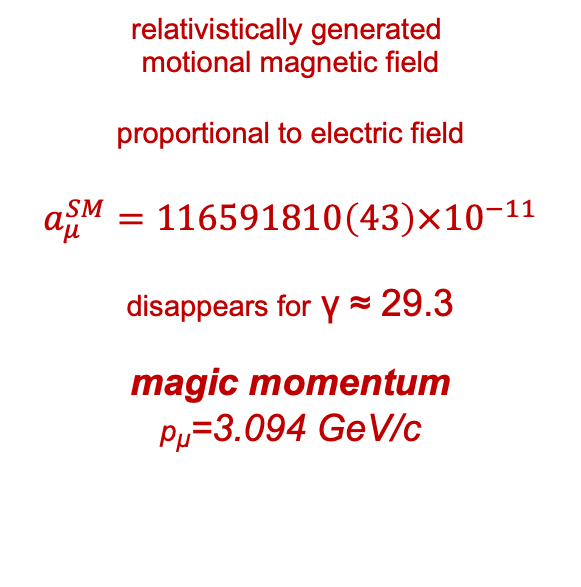 relativistically generated
motional magnetic field
proportional to electric field
𝑎_𝜇^𝑆𝑀 = 116591810(43)×10⁻¹¹
disappears for γ ≈ 29.3
magic momentum
p_μ=3.094 GeV/c